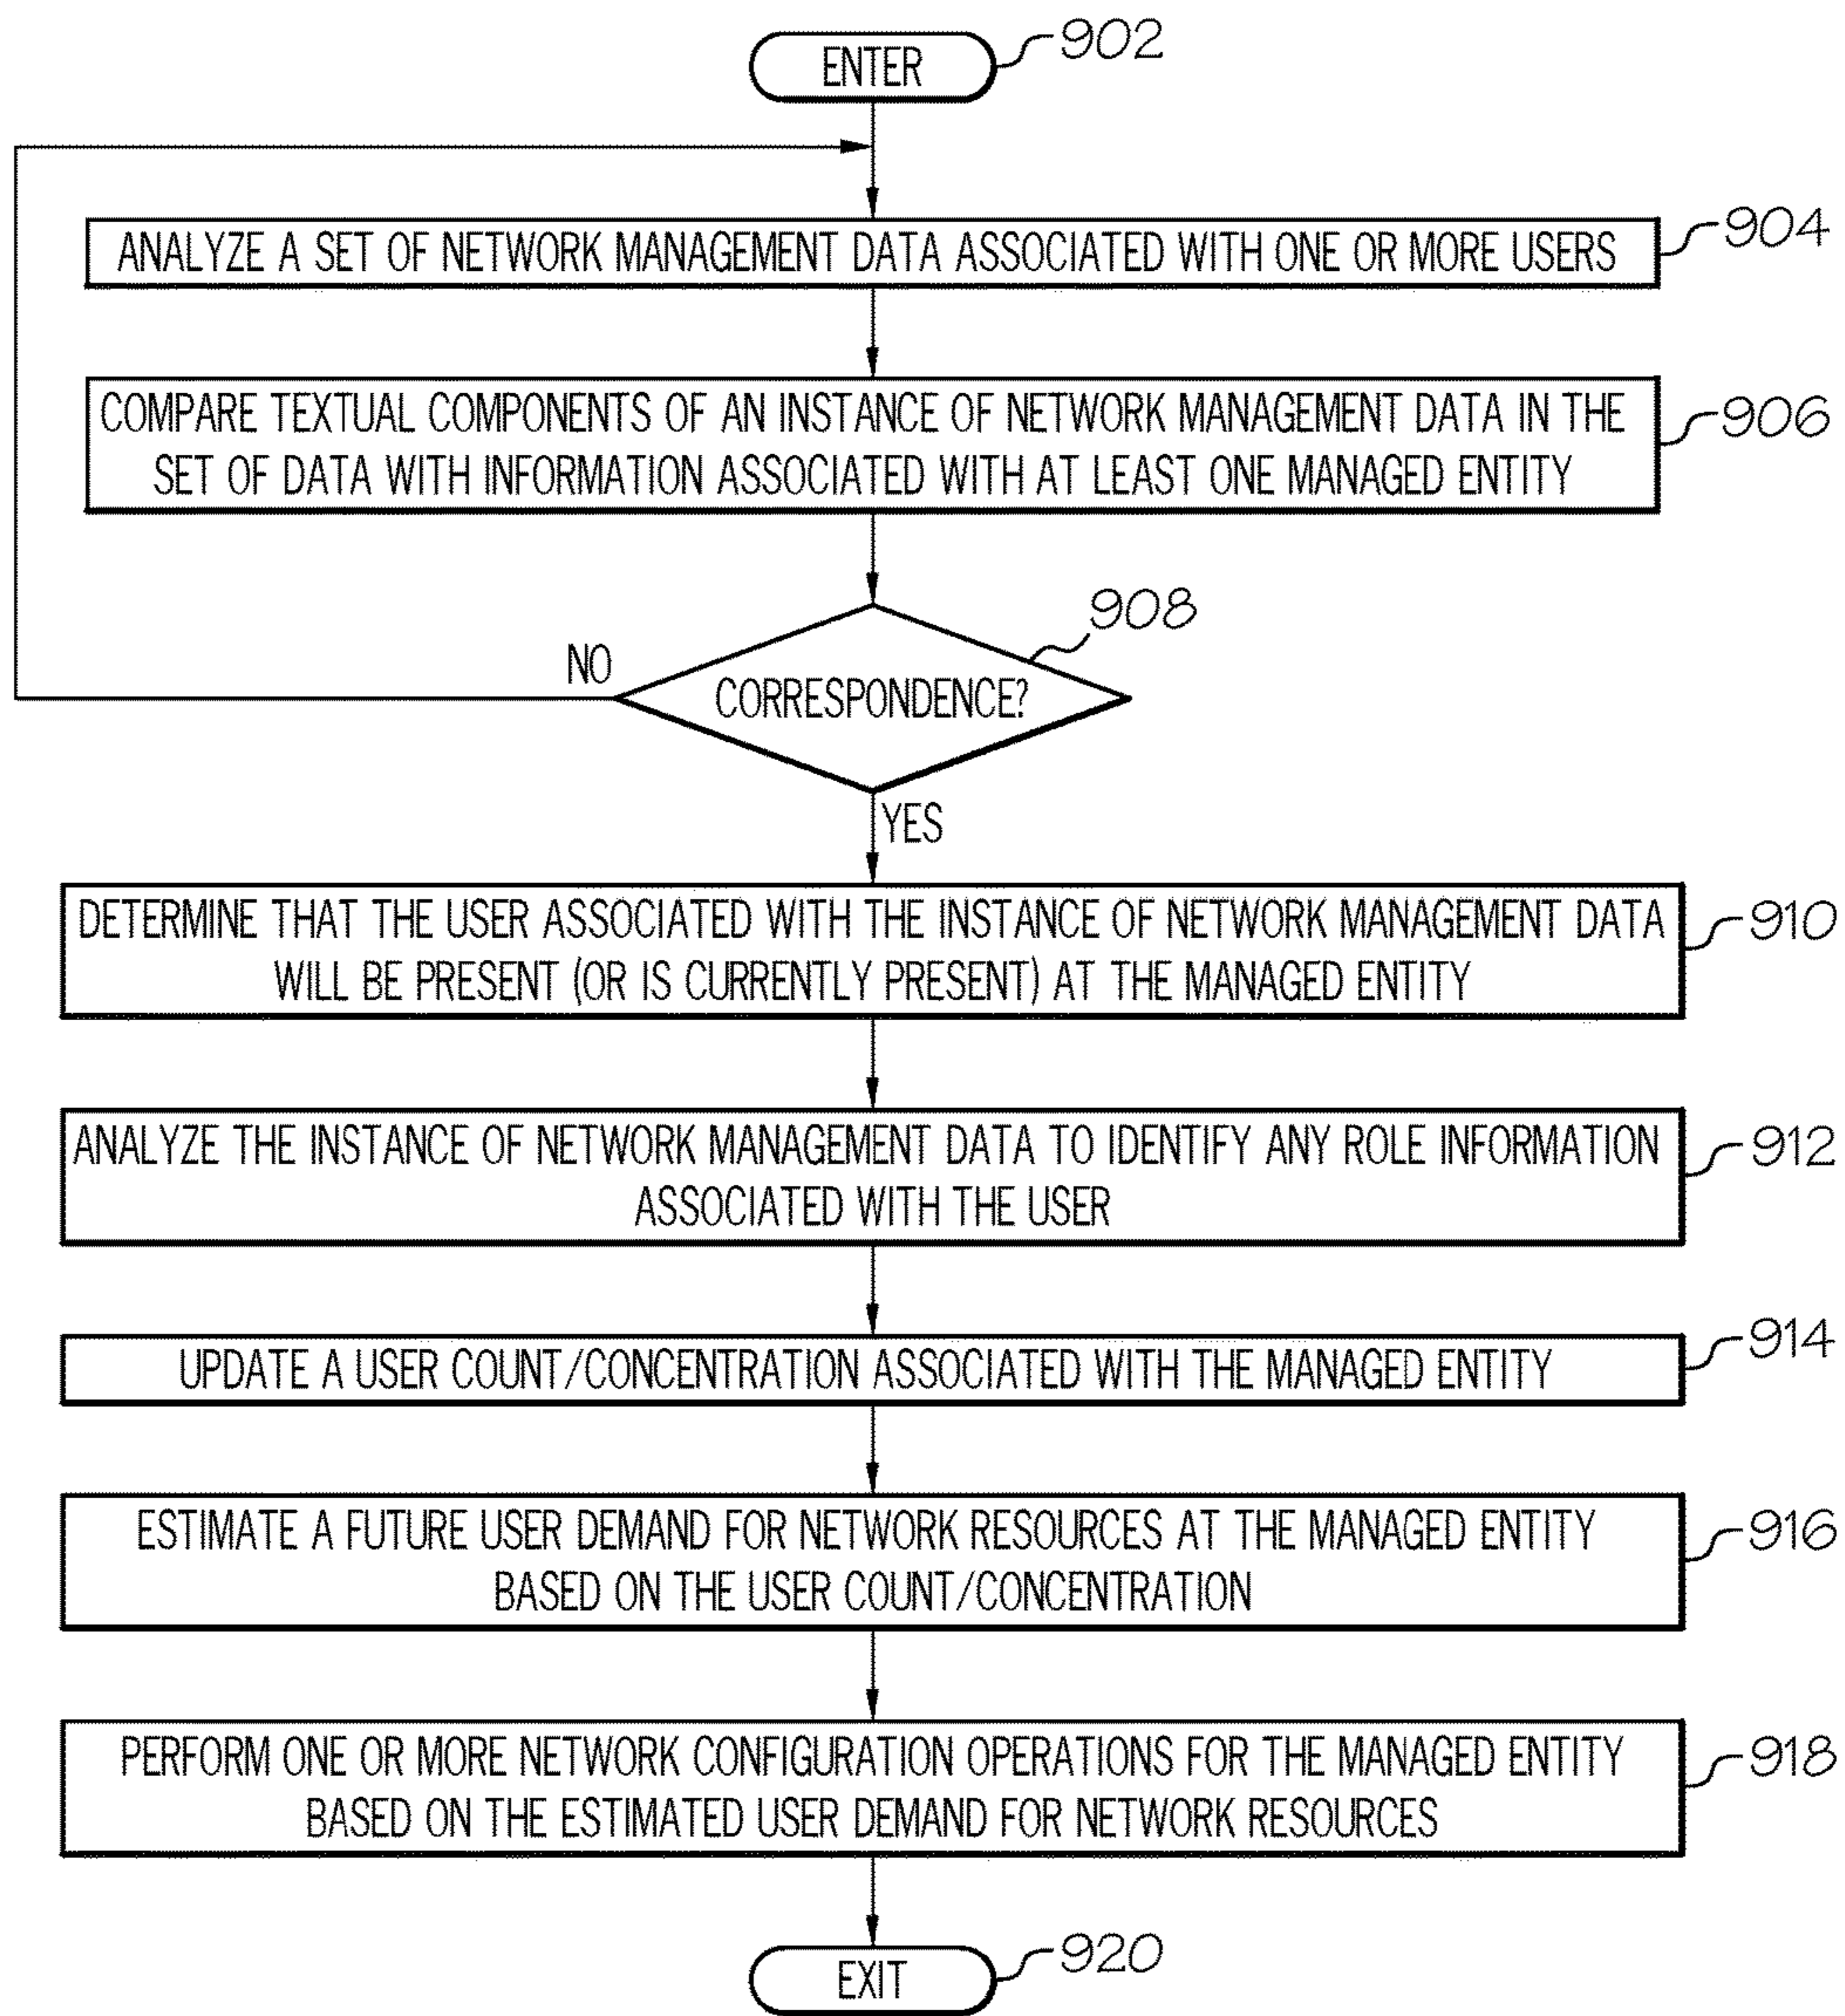 ENTER
902
ANALYZE A SET OF NETWORK MANAGEMENT DATA ASSOCIATED WITH ONE OR MORE USERS
904
COMPARE TEXTUAL COMPONENTS OF AN INSTANCE OF NETWORK MANAGEMENT DATA IN THE
SET OF DATA WITH INFORMATION ASSOCIATED WITH AT LEAST ONE MANAGED ENTITY
906
908
NO
CORRESPONDENCE?
YES
DETERMINE THAT THE USER ASSOCIATED WITH THE INSTANCE OF NETWORK MANAGEMENT DATA
WILL BE PRESENT (OR IS CURRENTLY PRESENT) AT THE MANAGED ENTITY
910
ANALYZE THE INSTANCE OF NETWORK MANAGEMENT DATA TO IDENTIFY ANY ROLE INFORMATION
ASSOCIATED WITH THE USER
912
UPDATE A USER COUNT/CONCENTRATION ASSOCIATED WITH THE MANAGED ENTITY
914
ESTIMATE A FUTURE USER DEMAND FOR NETWORK RESOURCES AT THE MANAGED ENTITY
BASED ON THE USER COUNT/CONCENTRATION
916
PERFORM ONE OR MORE NETWORK CONFIGURATION OPERATIONS FOR THE MANAGED ENTITY
BASED ON THE ESTIMATED USER DEMAND FOR NETWORK RESOURCES
918
EXIT
920